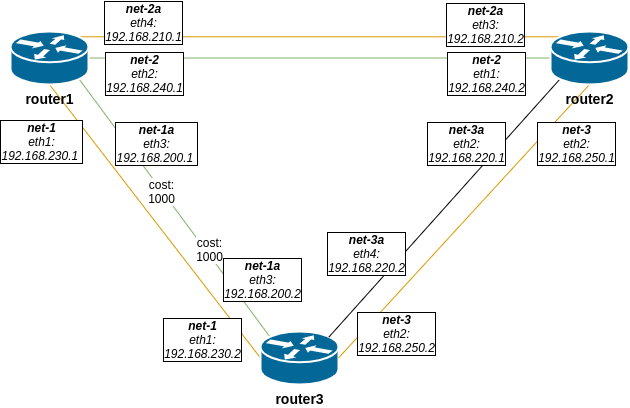 net-2a
eth4:
192.168.210.1
net-2a
eth3:
192.168.210.2
net-2
eth2:
192.168.240.1
net-2
eth1:
192.168.240.2
router1
router2
net-1
eth1:
192.168.230.1
net-1a
eth3:
192.168.200.1
net-3a
eth2:
192.168.220.1
net-3
eth2:
192.168.250.1
cost:
1000
cost:
1000
net-3a
eth4:
192.168.220.2
net-1a
eth3:
192.168.200.2
net-1
eth1:
192.168.230.2
net-3
eth2:
192.168.250.2
router3